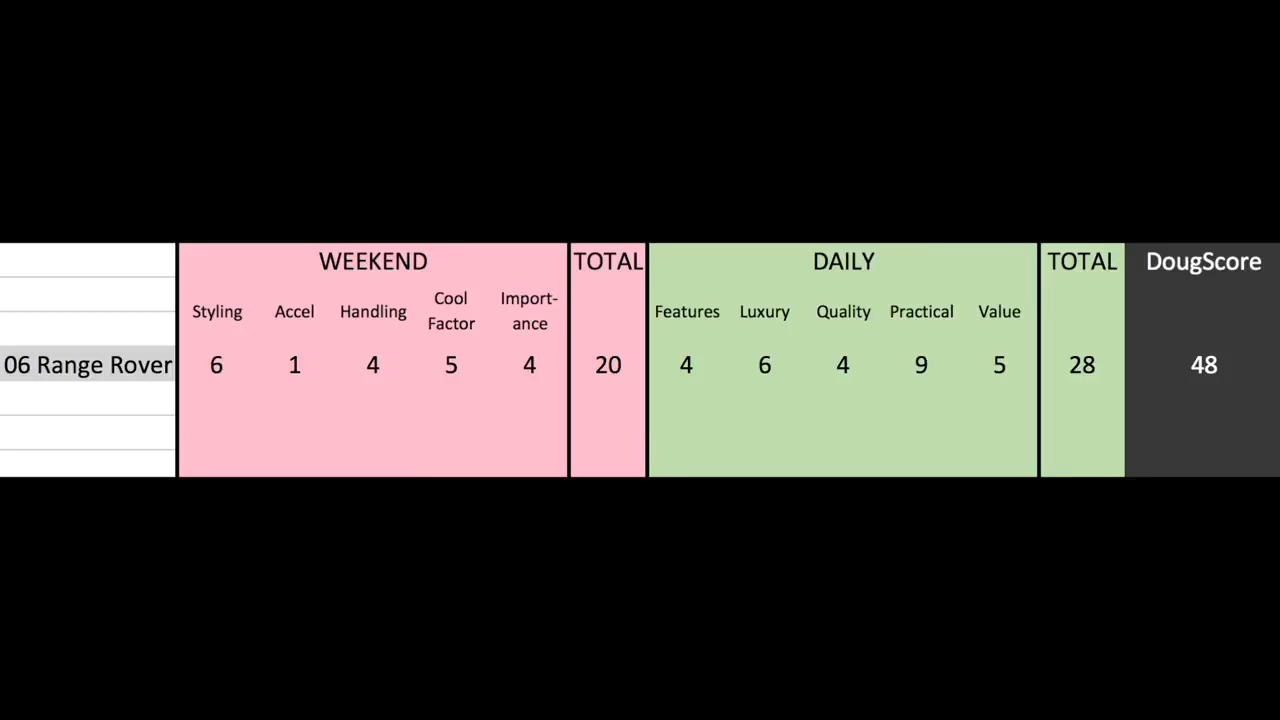 WEEKEND TOTAL DAILY TOTAL DougScore
Styling Accel Handling Cool Factor Import-ance Features Luxury Quality Practical Value
06 Range Rover 6 1 4 5 4 20 4 6 4 9 5 28 48